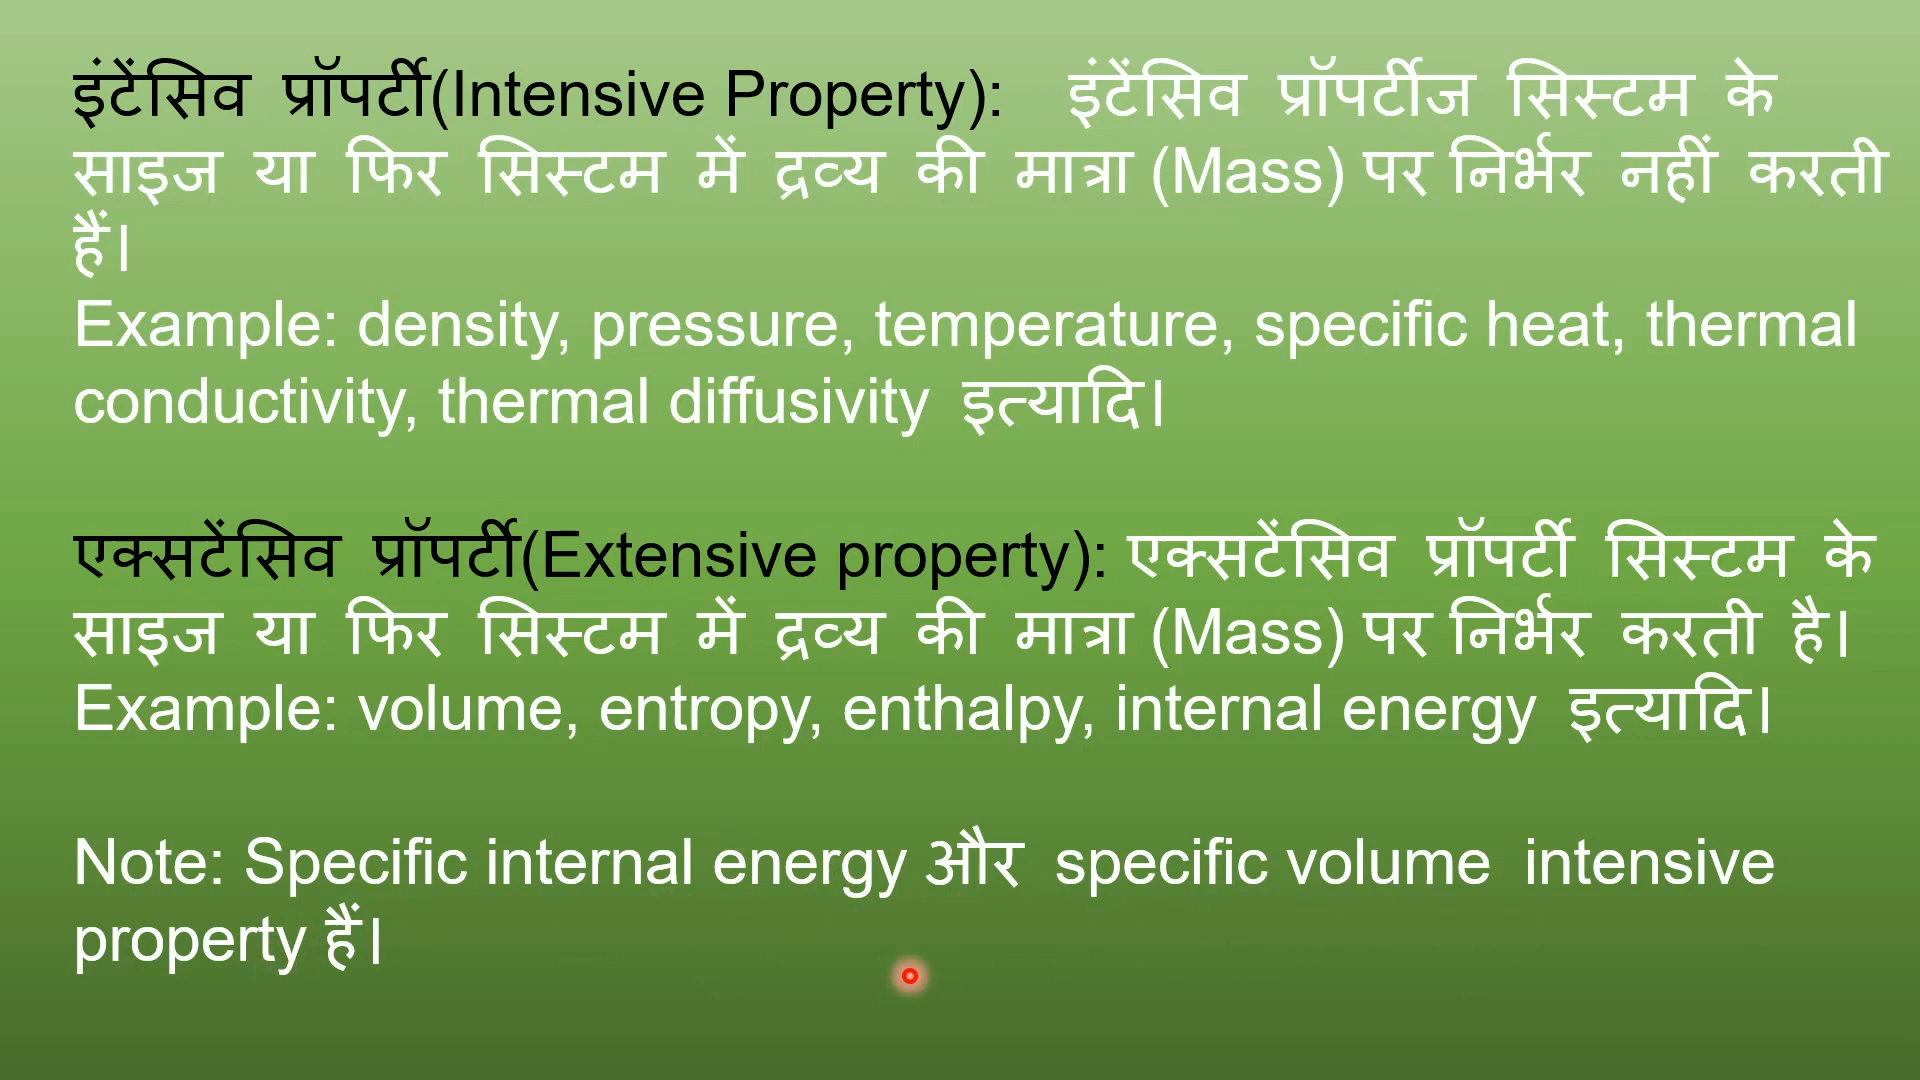 इंटेंसिव प्रॉपर्टी(Intensive Property): इंटेंसिव प्रॉपर्टीज सिस्टम के
साइज या फिर सिस्टम में द्रव्य की मात्रा (Mass) पर निर्भर नहीं करती
हैं।
Example: density, pressure, temperature, specific heat, thermal
conductivity, thermal diffusivity इत्यादि।
एक्सटेंसिव प्रॉपर्टी(Extensive property): एक्सटेंसिव प्रॉपर्टी सिस्टम के
साइज या फिर सिस्टम में द्रव्य की मात्रा (Mass) पर निर्भर करती है।
Example: volume, entropy, enthalpy, internal energy इत्यादि।
Note: Specific internal energy और specific volume intensive
property हैं।